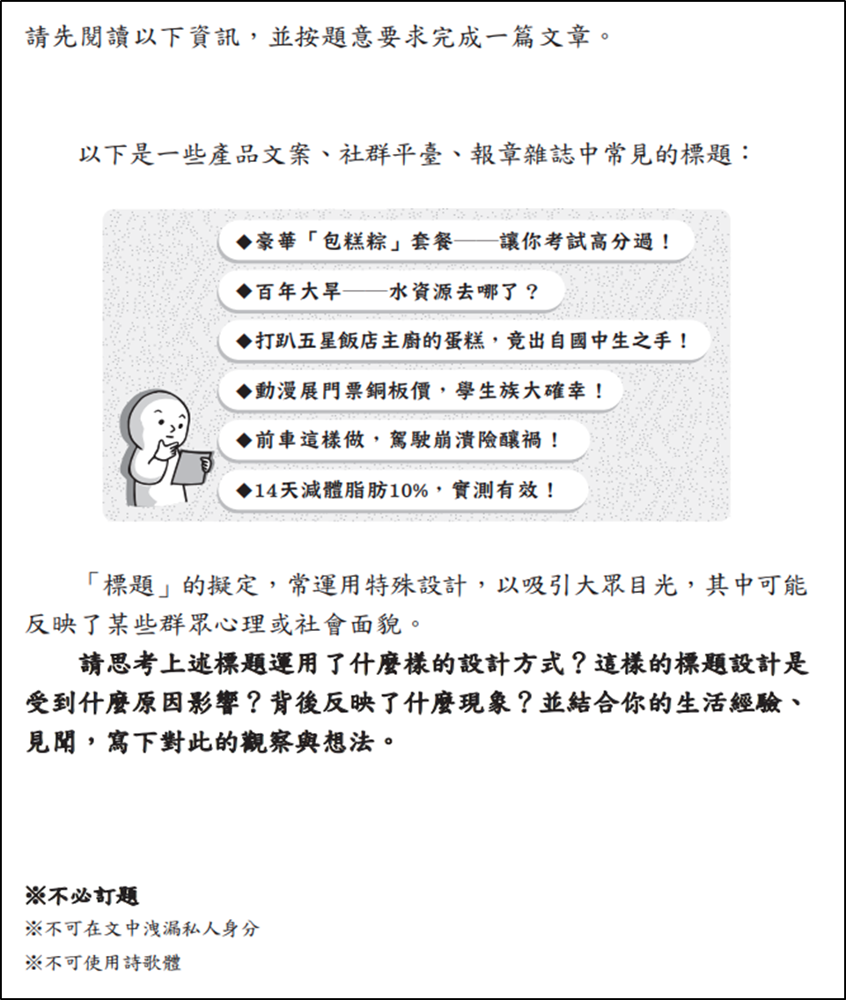 請先閱讀以下資訊，並按題意要求完成一篇文章。
以下是一些產品文案、社群平臺、報章雜誌中常見的標題：
◆豪華「包糕粽」套餐──讓你考試高分過！
◆百年大旱──水資源去哪了？
◆打趴五星飯店主廚的蛋糕，竟出自國中生之手！
◆動漫展門票銅板價，學生族大確幸！
◆前車這樣做，駕駛崩潰險釀禍！
◆14天減體脂肪10%，實測有效！
「標題」的擬定，常運用特殊設計，以吸引大眾目光，其中可能
反映了某些群眾心理或社會面貌。
請思考上述標題運用了什麼樣的設計方式？這樣的標題設計是
受到什麼原因影響？背後反映了什麼現象？並結合你的生活經驗、
見聞，寫下對此的觀察與想法。
※不必訂題
※不可在文中洩漏私人身分
※不可使用詩歌體